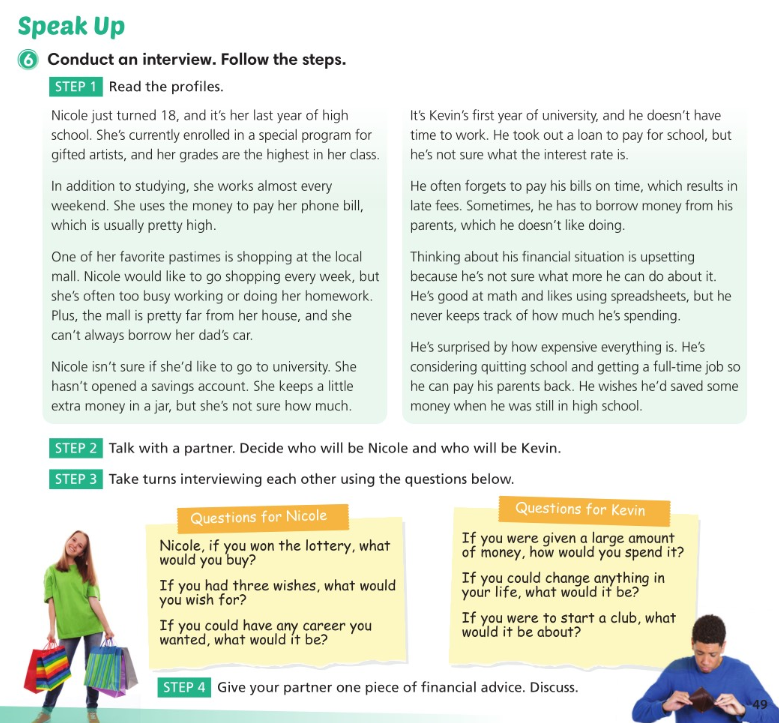 Speak Up
6 Conduct an interview. Follow the steps.
STEP 1 Read the profiles.
Nicole just turned 18, and it's her last year of high
school. She's currently enrolled in a special program for
gifted artists, and her grades are the highest in her class.
In addition to studying, she works almost every
weekend. She uses the money to pay her phone bill,
which is usually pretty high.
One of her favorite pastimes is shopping at the local
mall. Nicole would like to go shopping every week, but
she's often too busy working or doing her homework.
Plus, the mall is pretty far from her house, and she
can't always borrow her dad's car.
Nicole isn't sure if she'd like to go to university. She
hasn't opened a savings account. She keeps a little
extra money in a jar, but she's not sure how much.
It's Kevin's first year of university, and he doesn't have
time to work. He took out a loan to pay for school, but
he's not sure what the interest rate is.
He often forgets to pay his bills on time, which results in
late fees. Sometimes, he has to borrow money from his
parents, which he doesn't like doing.
Thinking about his financial situation is upsetting
because he's not sure what more he can do about it.
He's good at math and likes using spreadsheets, but he
never keeps track of how much he's spending.
He's surprised by how expensive everything is. He's
considering quitting school and getting a full-time job so
he can pay his parents back. He wishes he'd saved some
money when he was still in high school.
STEP 2 Talk with a partner. Decide who will be Nicole and who will be Kevin.
STEP 3 Take turns interviewing each other using the questions below.
Questions for Nicole
Nicole, if you won the lottery, what
would you buy?
If you had three wishes, what would
you wish for?
If you could have any career you
wanted, what would it be?
Questions for Kevin
If you were given a large amount
of money, how would you spend it?
If you could change anything in
your life, what would it be?
If you were to start a club, what
would it be about?
STEP 4 Give your partner one piece of financial advice. Discuss.
49